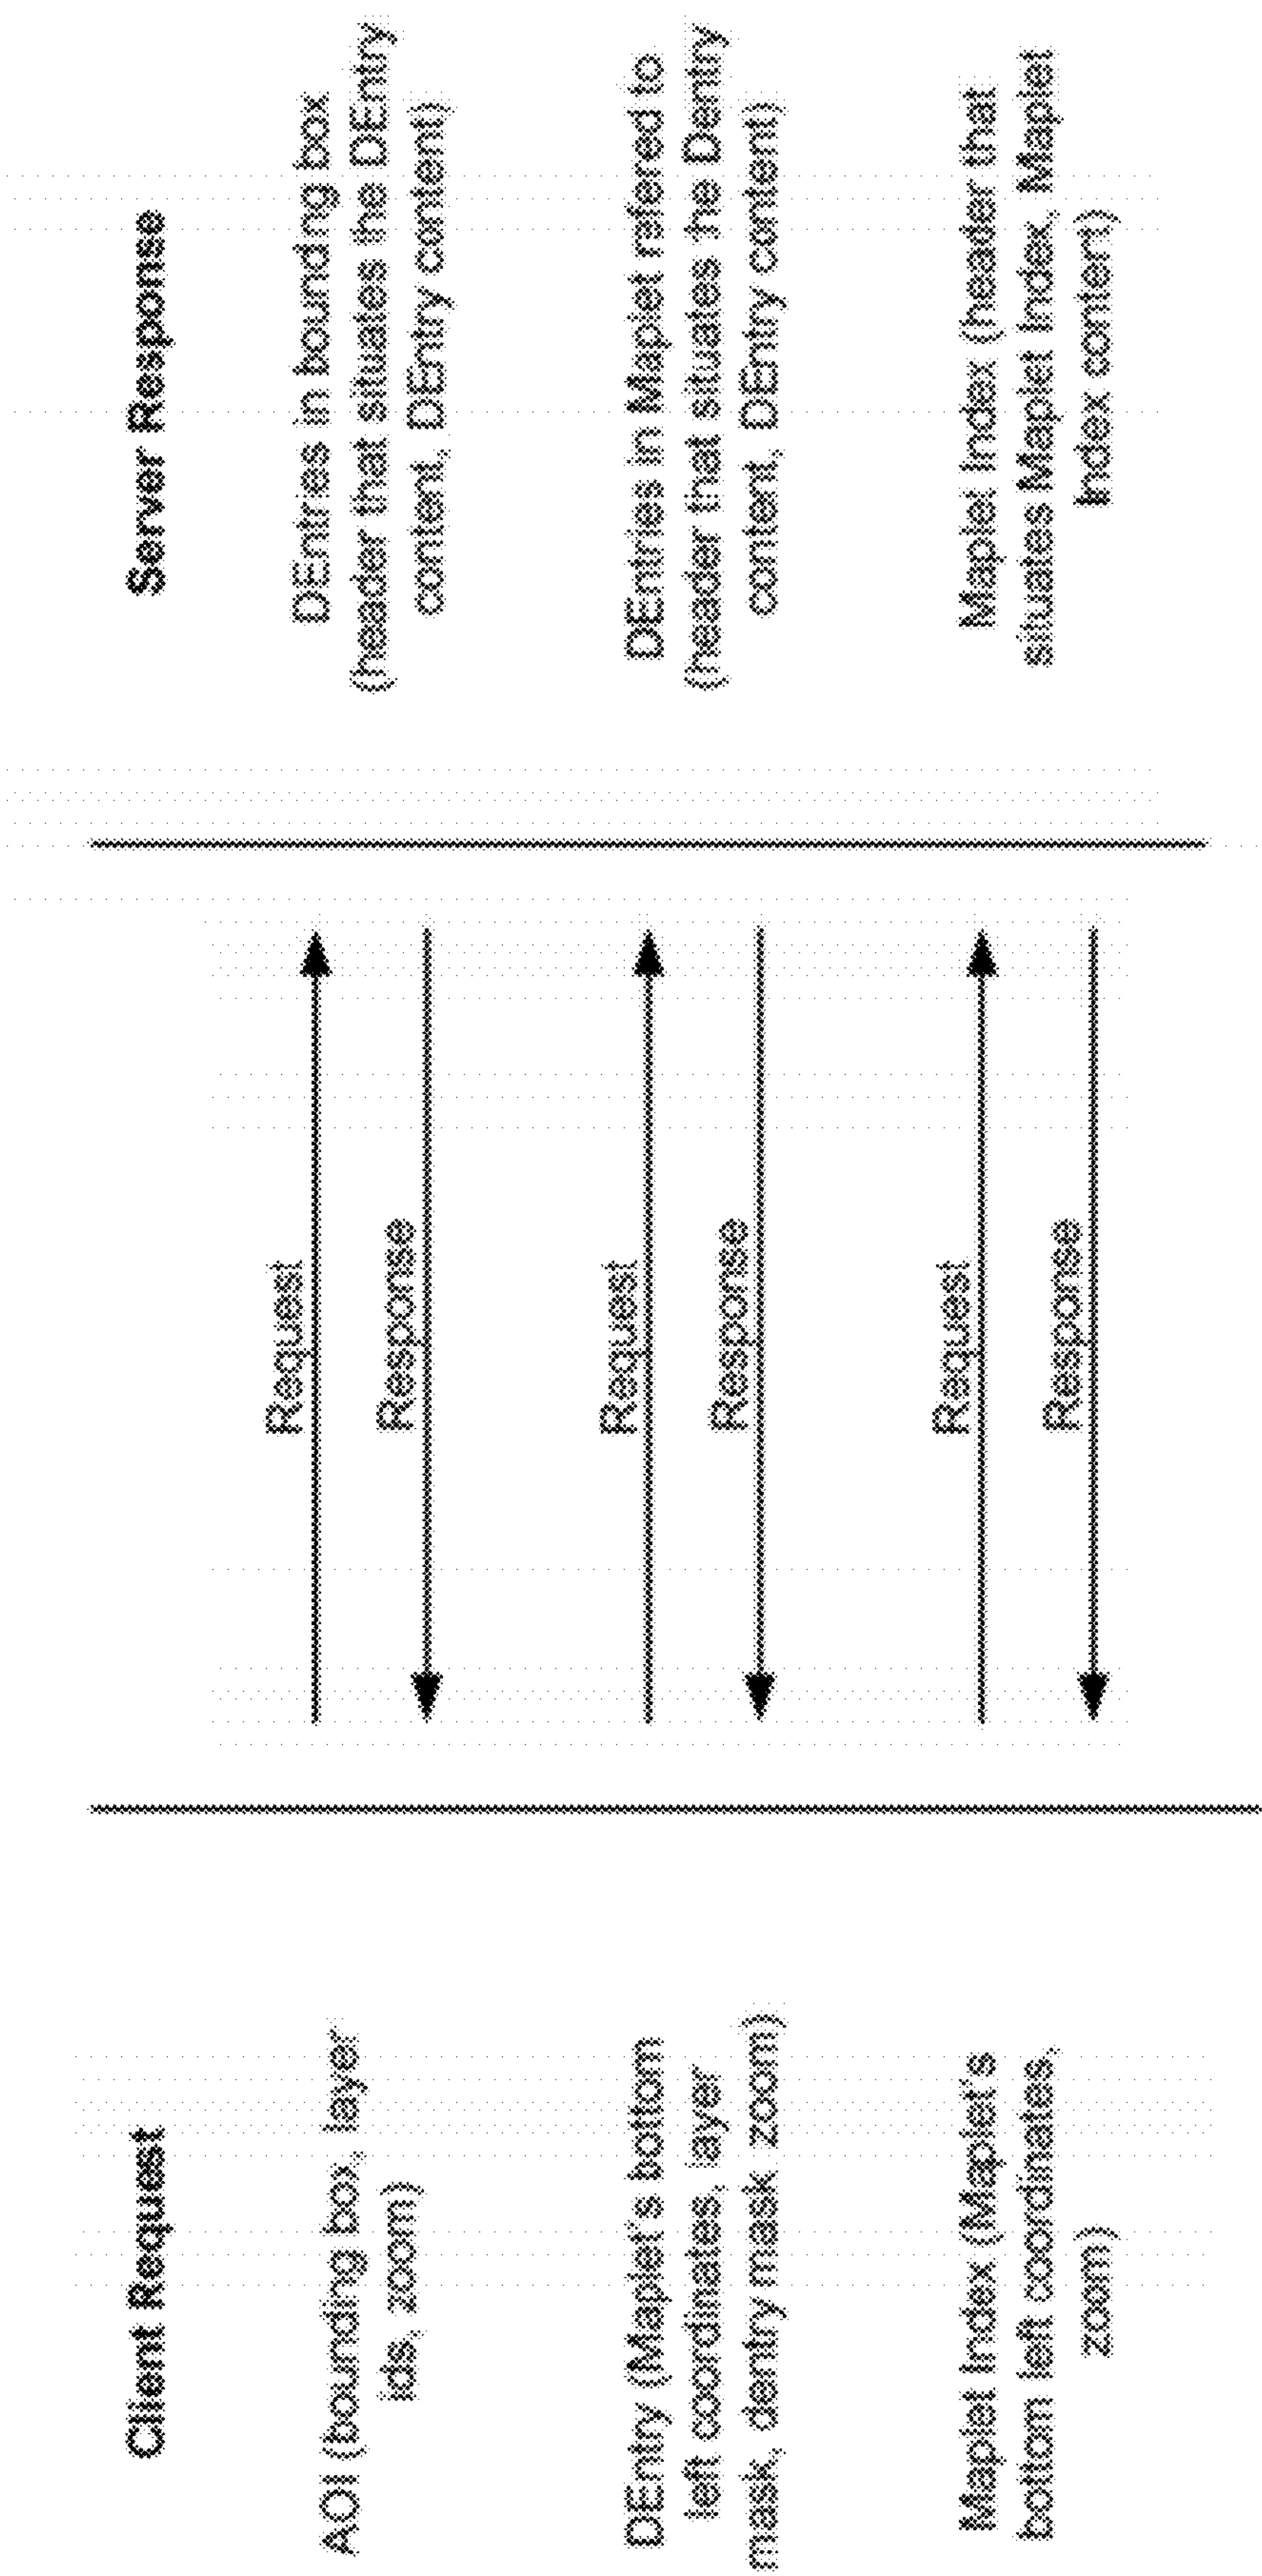 Client Request
Server Response
AOI (bounding box, layer
ids, zoom)
Request
Response
DEntries in bounding box
(header that situates the DEntry
content, DEntry content)
DEntry (Maplet's bottom
left coordinates, layer
mask, dentry mask zoom)
Request
Response
DEntries in Maplet referred to
(header that situates the Dentry
content, DEntry content)
Maplet Index (Maplet's
bottom left coordinates,
zoom)
Request
Response
Maplet Index (header that
situates Maplet Index, Maplet
Index content)